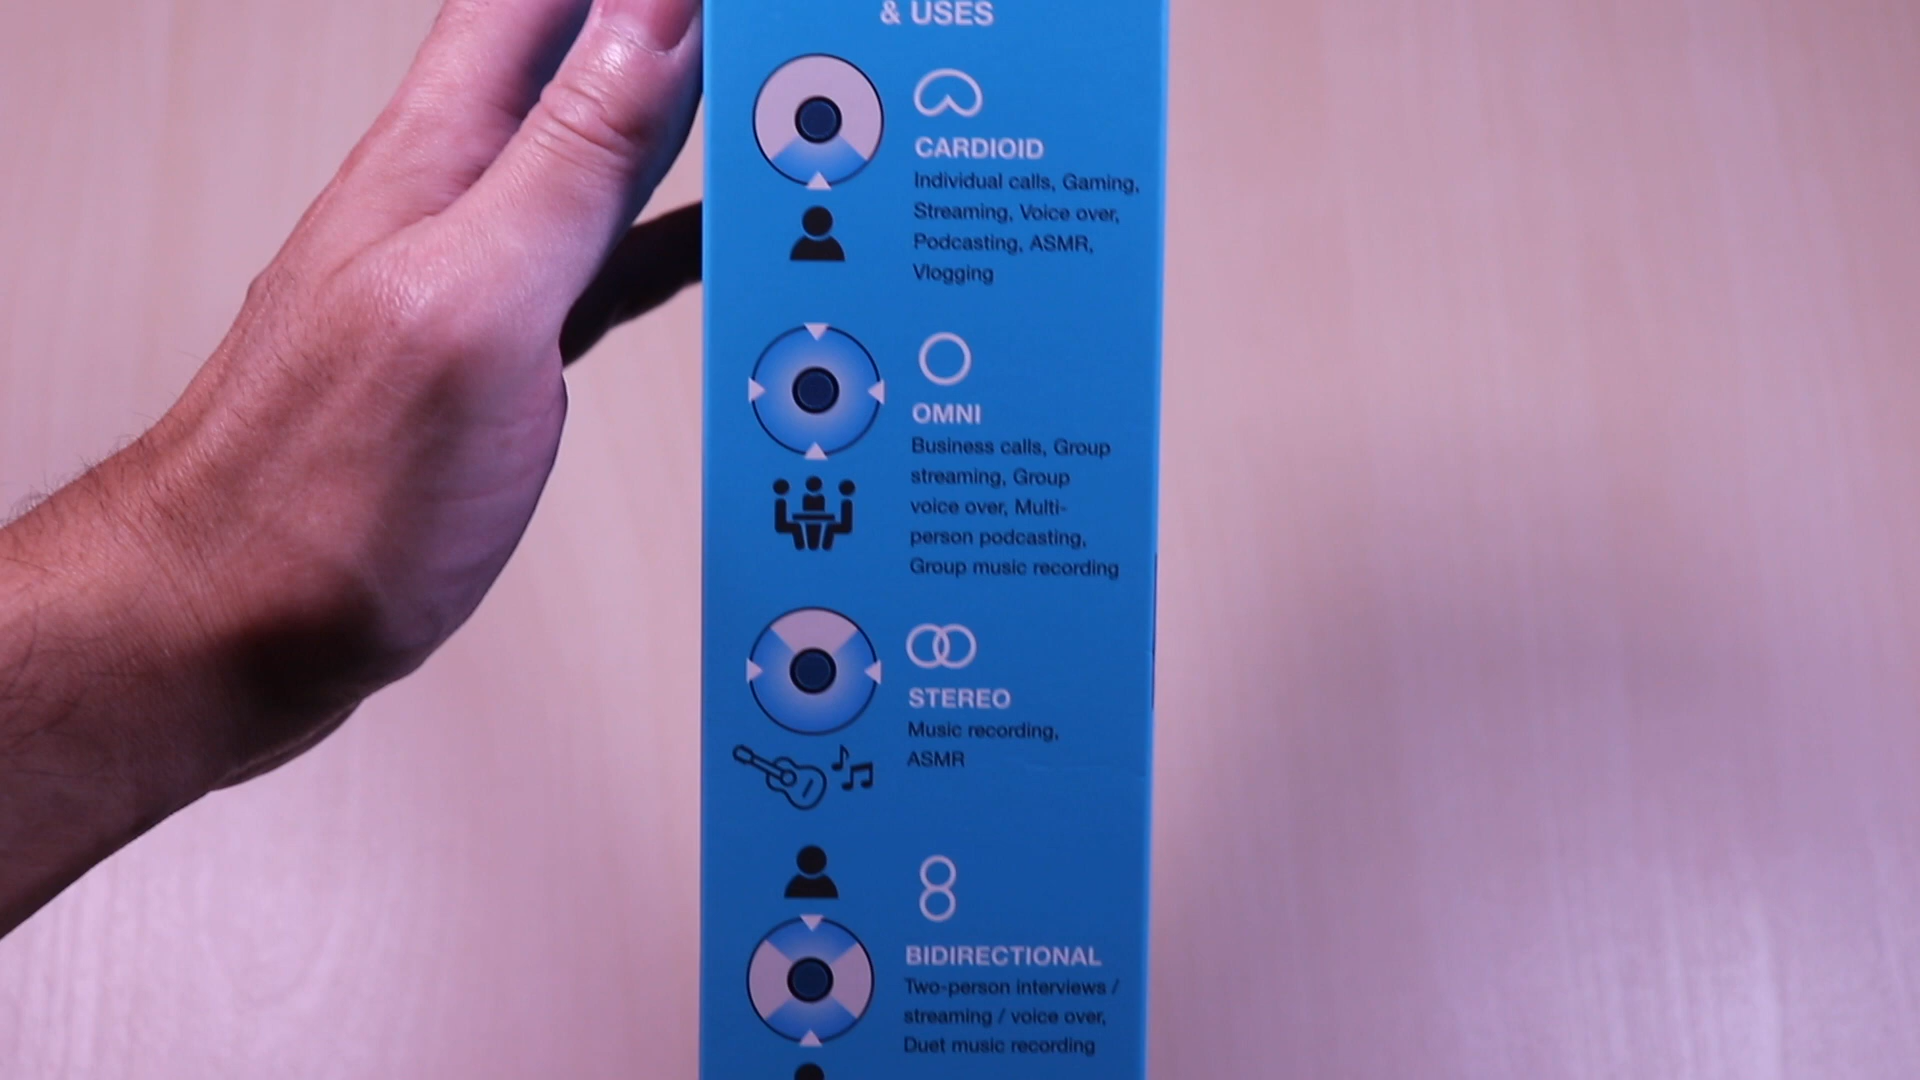 & USES
CARDIOID
Individual calls, Gaming,
Streaming, Voice over,
Podcasting, ASMR,
Vlogging
OMNI
Business calls, Group
streaming, Group
voice over, Multi-
person podcasting,
Group music recording
STEREO
Music recording,
ASMR
BIDIRECTIONAL
Two-person interviews /
streaming / voice over,
Duet music recording